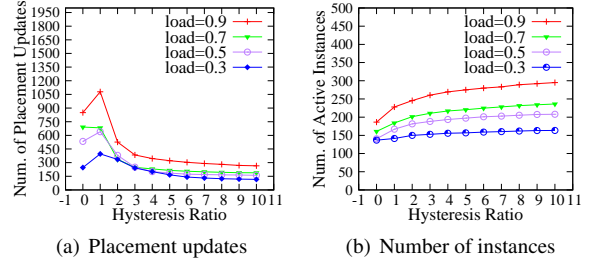 Num. of Placement Updates
1950
1800
1650
1500
1350
1200
1050
900
750
600
450
300
150
0
load=0.9
load=0.7
load=0.5
load=0.3
-1 0 1 2 3 4 5 6 7 8 9 10 11
Hysteresis Ratio
(a) Placement updates
Num. of Active Instances
500
450
400
350
300
250
200
150
100
50
0
load=0.9
load=0.7
load=0.5
load=0.3
-1 0 1 2 3 4 5 6 7 8 9 10 11
Hysteresis Ratio
(b) Number of instances